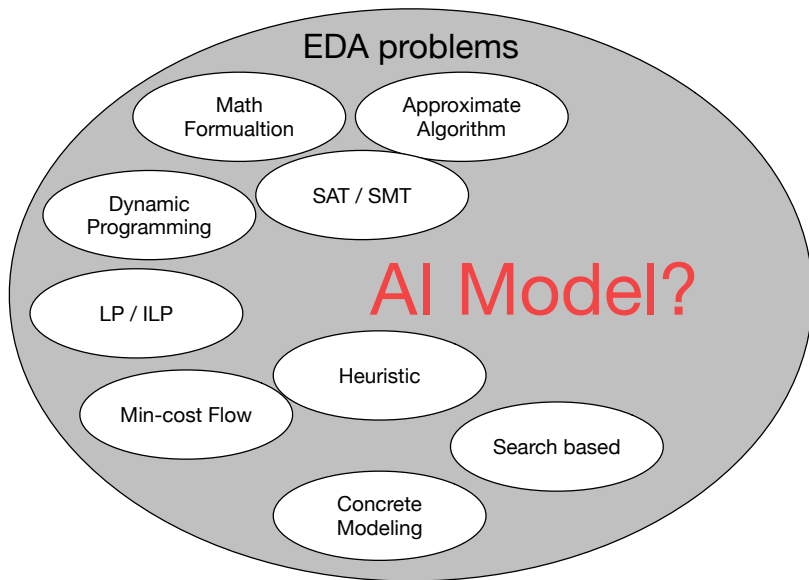 EDA problems
Math
Formualtion
Approximate
Algorithm
SAT / SMT
Dynamic
Programming
AI Model?
LP / ILP
Heuristic
Min-cost Flow
Search based
Concrete
Modeling